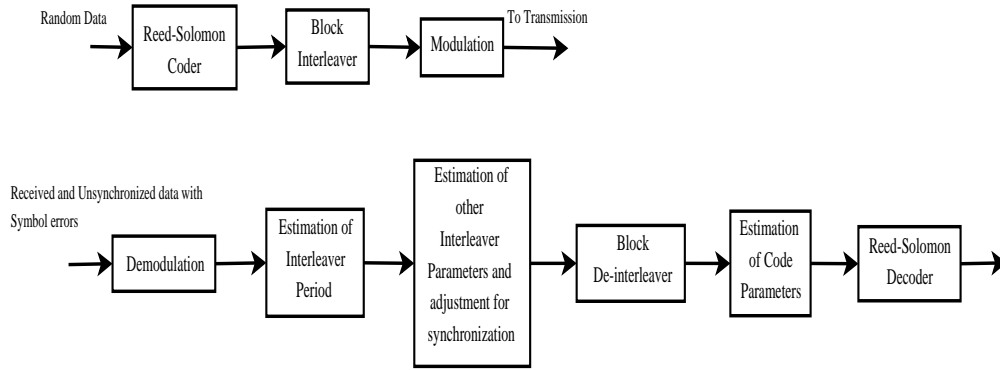 Random Data
To Transmission
Reed-Solomon
Coder
Block
Interleaver
Modulation
Received and Unsynchronized data with
Symbol errors
Demodulation
Estimation of
Interleaver
Period
Estimation of
other
Interleaver
Parameters and
adjustment for
synchronization
Block
De-interleaver
Estimation
of Code
Parameters
Reed-Solomon
Decoder